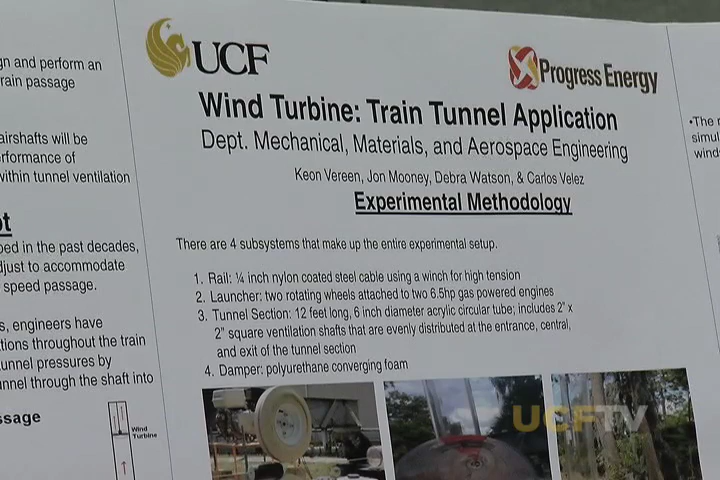 gn and perform an
rain passage
airshafts will be
rformance of
within tunnel ventilation
pt
ped in the past decades,
djust to accommodate
speed passage.
s, engineers have
tions throughout the train
unnel pressures by
nnel through the shaft into
ssage
Wind
Turbine
UCF
Progress Energy
Wind Turbine: Train Tunnel Application
Dept. Mechanical, Materials, and Aerospace Engineering
Keon Vereen, Jon Mooney, Debra Watson, & Carlos Velez
Experimental Methodology
There are 4 subsystems that make up the entire experimental setup.
1. Rail: ¼ inch nylon coated steel cable using a winch for high tension
2. Launcher: two rotating wheels attached to two 6.5hp gas powered engines
3. Tunnel Section: 12 feet long, 6 inch diameter acrylic circular tube; includes 2" x
2" square ventilation shafts that are evenly distributed at the entrance, central,
and exit of the tunnel section
4. Damper: polyurethane converging foam
•The
simul
wind
UCFTV